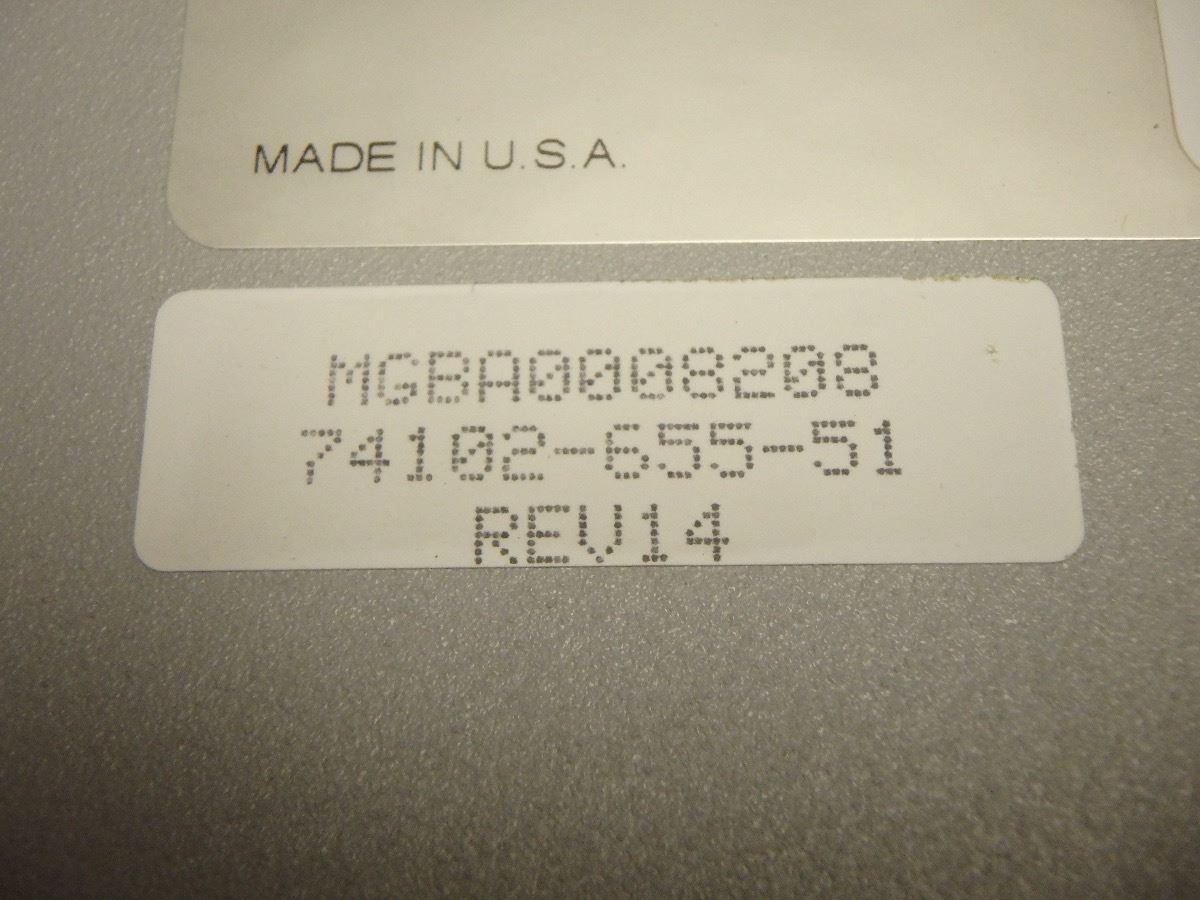 MADE IN U.S.A.
MGBA0008208
74102-655-51
REV14